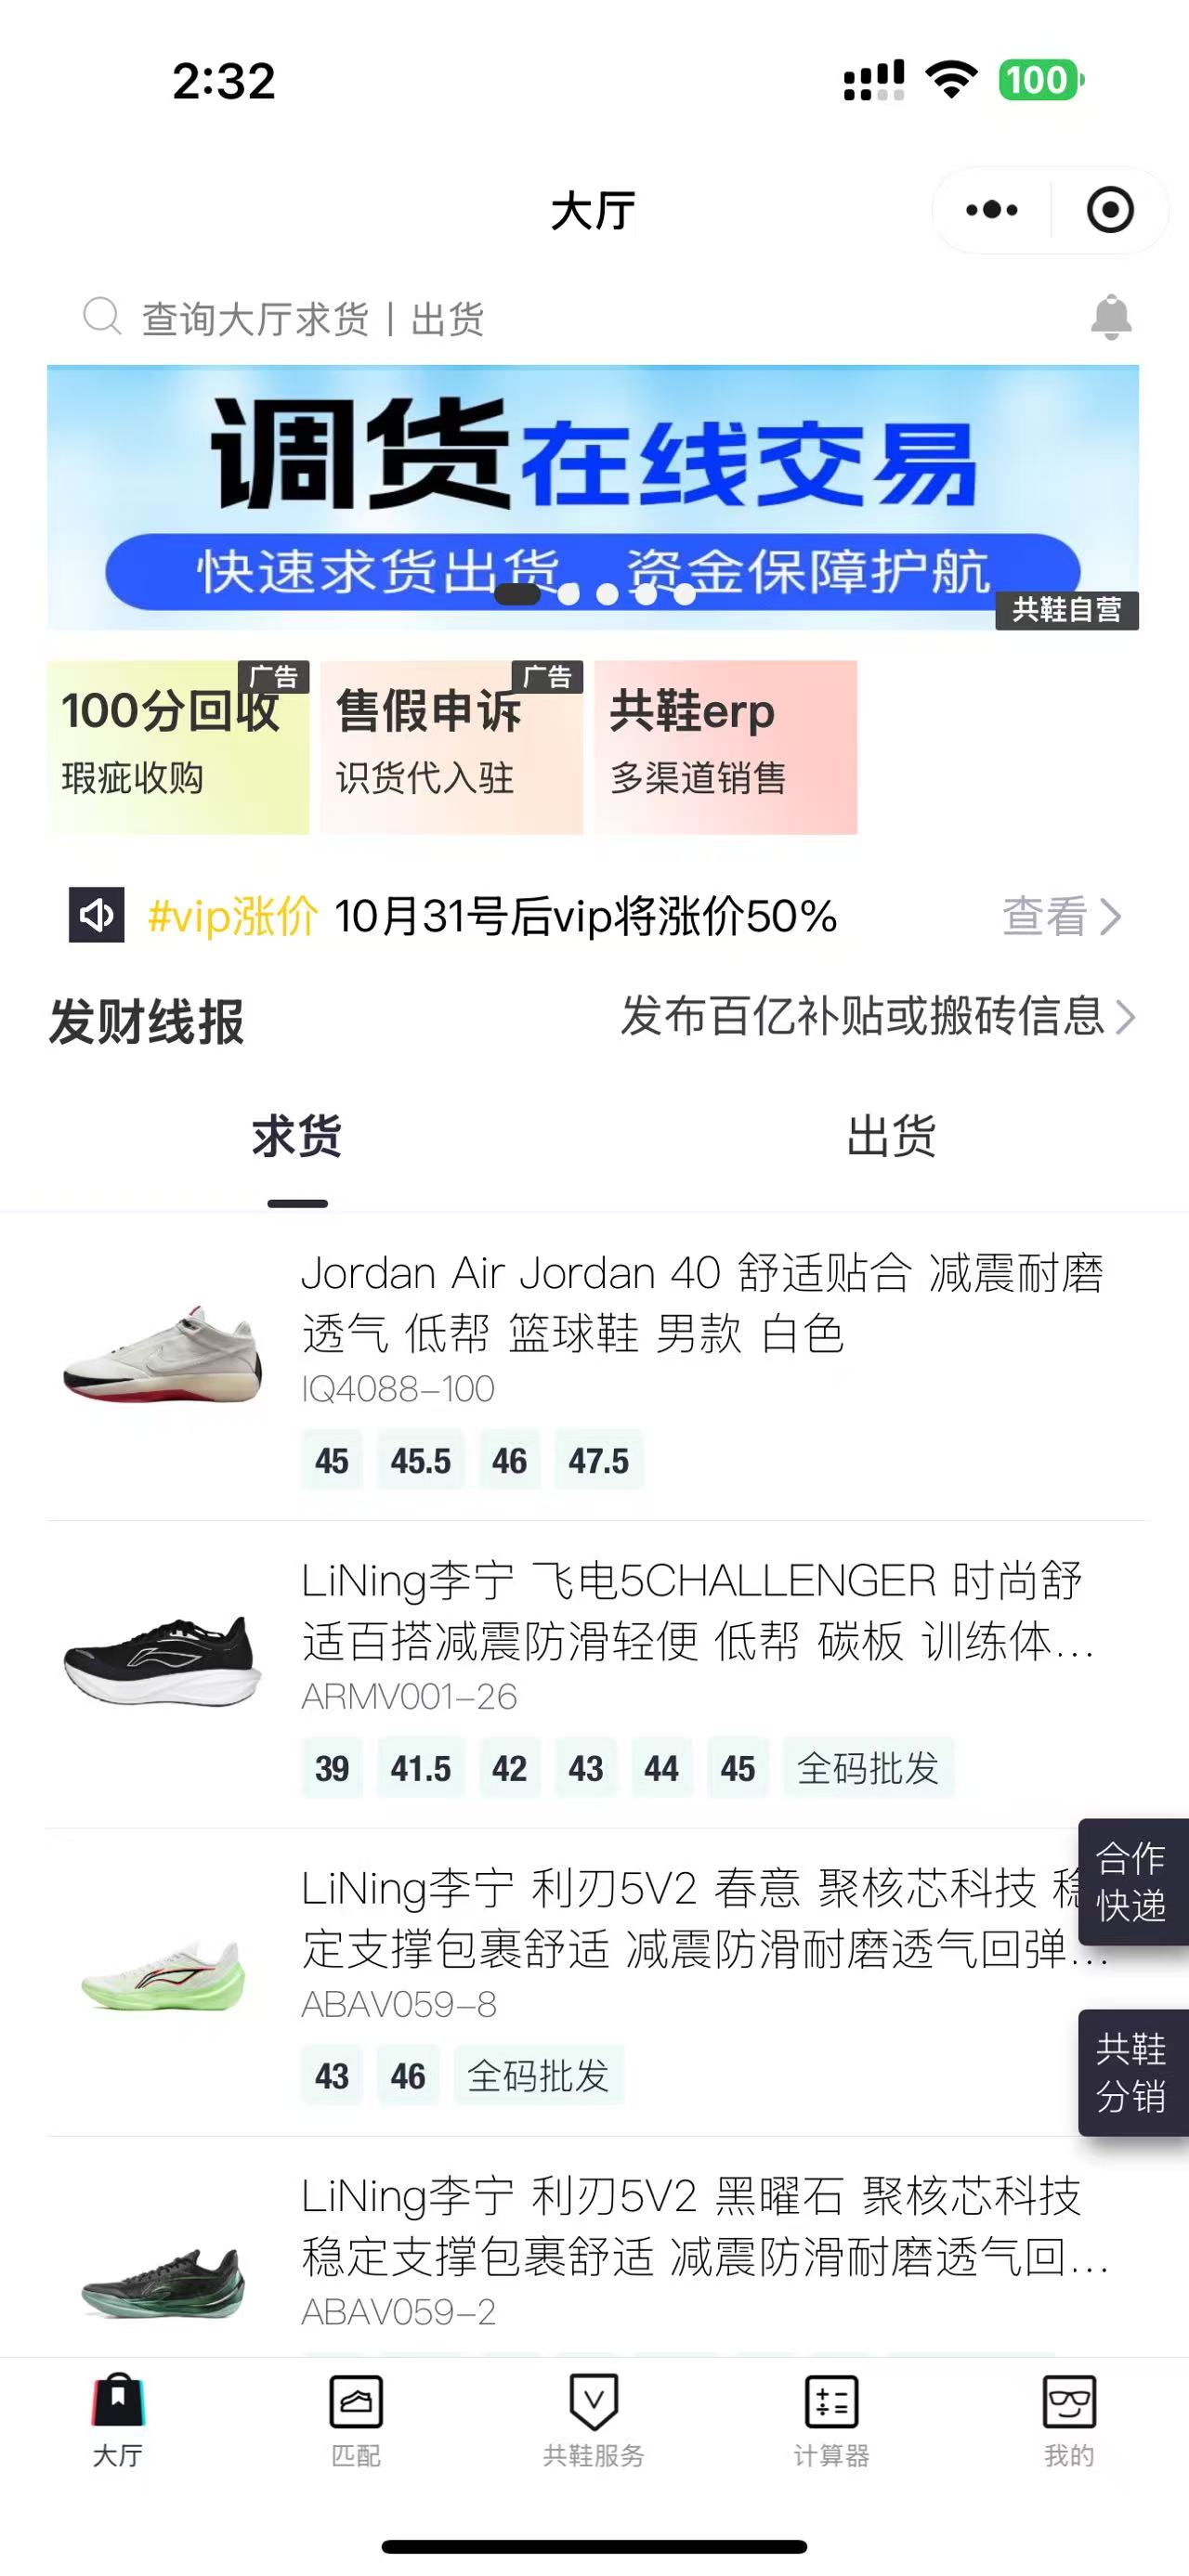 2:32
100
大厅
查询大厅求货丨出货
调货在线交易
快速求货出货 资金保障护航
共鞋自营
广告
100分回收
瑕疵收购
广告
售假申诉
识货代入驻
共鞋erp
多渠道销售
#vip涨价 10月31号后vip将涨价50%
查看
发财线报
发布百亿补贴或搬砖信息
求货
出货
Jordan Air Jordan 40 舒适贴合 减震耐磨
透气 低帮 篮球鞋 男款 白色
IQ4088-100
45 45.5 46 47.5
LiNing李宁 飞电5CHALLENGER 时尚舒
适百搭减震防滑轻便 低帮 碳板 训练体...
ARMV001-26
39 41.5 42 43 44 45 全码批发
合作
快递
LiNing李宁 利刃5V2 春意 聚核芯科技 稳
定支撑包裹舒适 减震防滑耐磨透气回弹...
ABAV059-8
43 46 全码批发
共鞋
分销
LiNing李宁 利刃5V2 黑曜石 聚核芯科技
稳定支撑包裹舒适 减震防滑耐磨透气回...
ABAV059-2
大厅
匹配
共鞋服务
计算器
我的